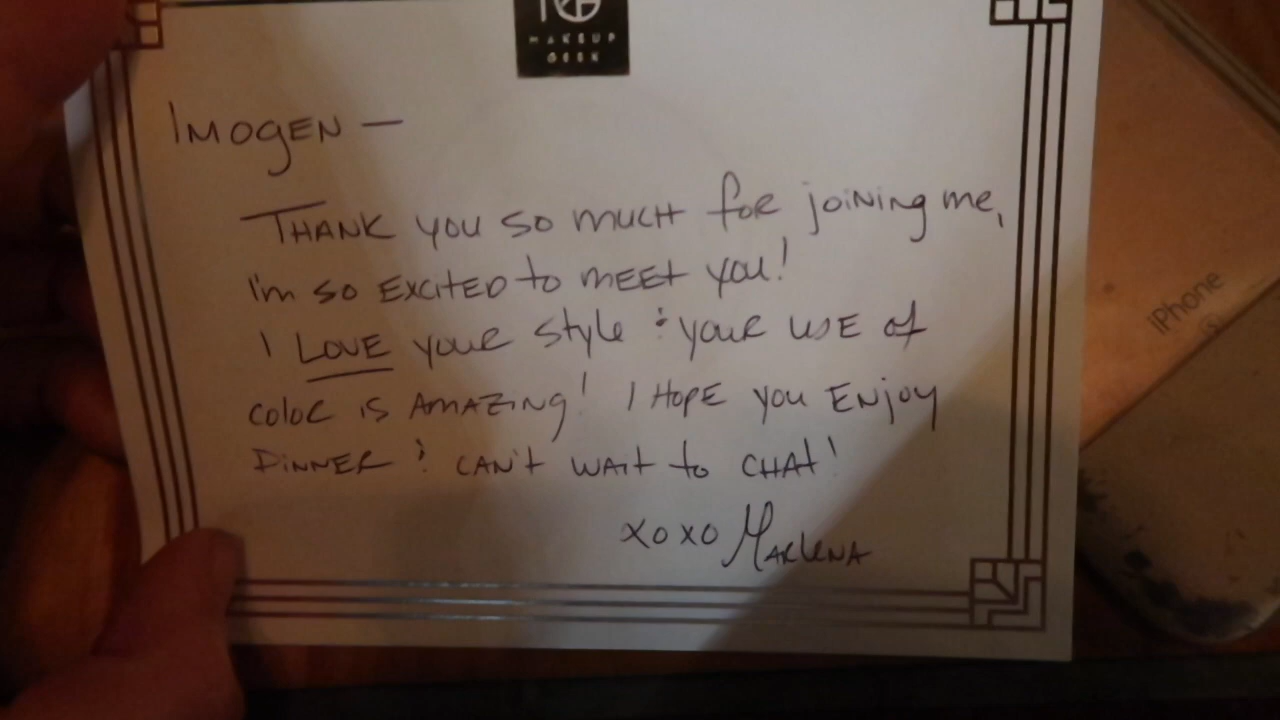 MAKEUP
GEEK
IMOGEN —
THANK YOU SO MUCH for joining me,
I'm SO EXCITED to MEET you!
I LOVE your style & your USE of
color is AMAZING! I HOPE you ENJOY
DINNER & CAN'T WAIT to CHAT!
XOXO MARLENA
iPhone